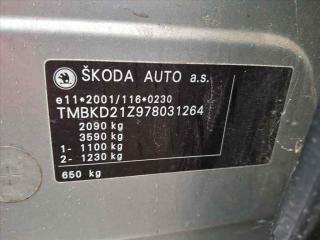 ŠKODA AUTO a.s.
e11*2001/116*0230
TMBKD21Z978031264
2090 kg
3590 kg
1- 1100 kg
2- 1230 kg
650 kg